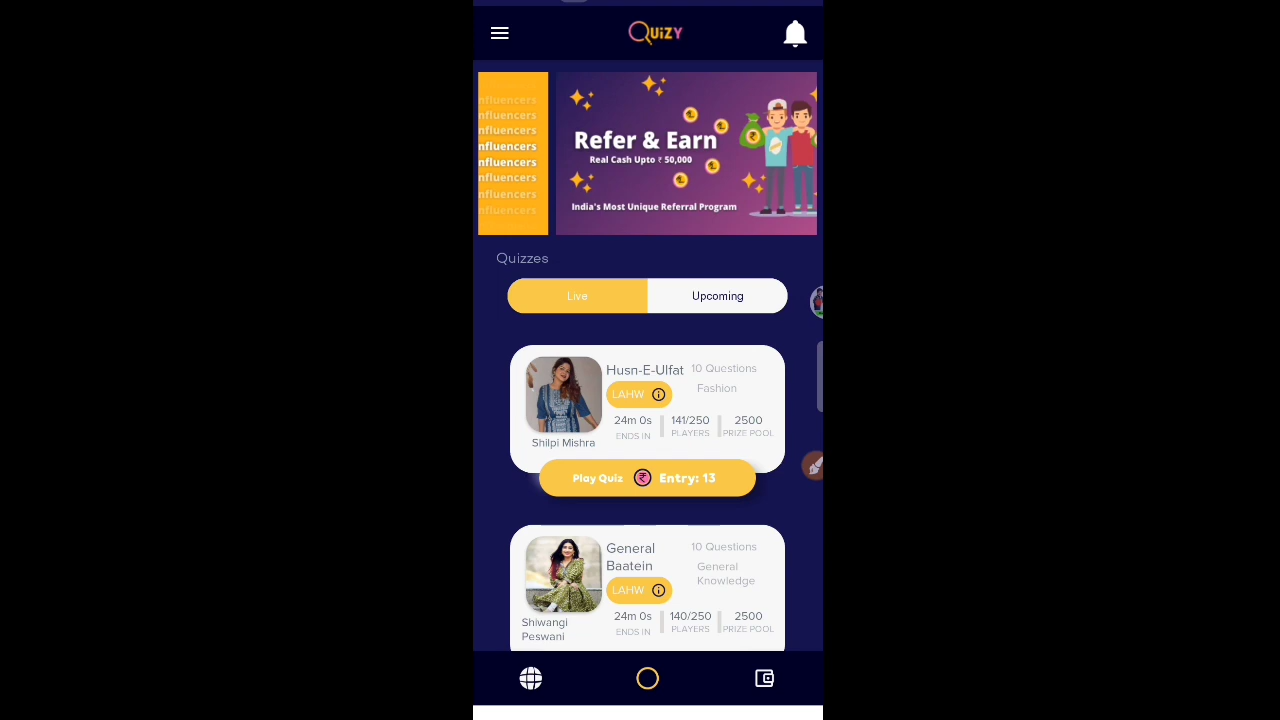 QUiZY
nfluencers
nfluencers
nfluencers
nfluencers
nfluencers
nfluencers
nfluencers
nfluencers
Refer & Earn
Real Cash Upto ₹ 50,000
India's Most Unique Referral Program
Quizzes
Live
Upcoming
Husn-E-Ulfat
10 Questions
LAHW
Fashion
24m 0s
ENDS IN
141/250
PLAYERS
2500
PRIZE POOL
Shilpi Mishra
Play Quiz ₹ Entry: 13
General
Baatein
10 Questions
General
Knowledge
LAHW
24m 0s
ENDS IN
140/250
PLAYERS
2500
PRIZE POOL
Shiwangi
Peswani